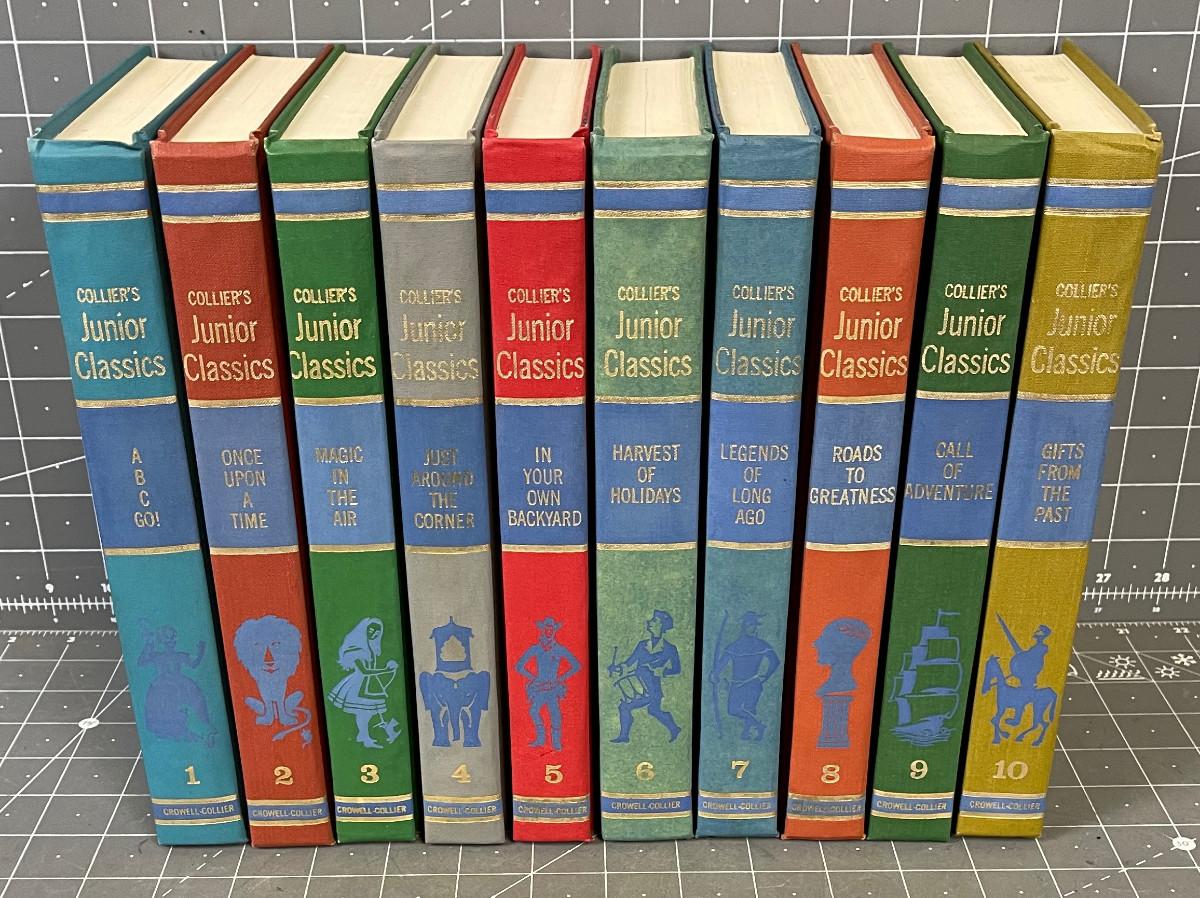 COLLIER'S
Junior
Classics
A
B
C
GO!
1
CROWELL-COLLIER
COLLIER'S
Junior
Classics
ONCE
UPON
A
TIME
2
CROWELL-COLLIER
COLLIER'S
Junior
Classics
MAGIC
IN
THE
AIR
3
CROWELL-COLLIER
COLLIER'S
Junior
Classics
JUST
AROUND
THE
CORNER
4
CROWELL-COLLIER
COLLIER'S
Junior
Classics
IN
YOUR
OWN
BACKYARD
5
CROWELL-COLLIER
COLLIER'S
Junior
Classics
HARVEST
OF
HOLIDAYS
6
CROWELL-COLLIER
COLLIER'S
Junior
Classics
LEGENDS
OF
LONG
AGO
7
CROWELL-COLLIER
COLLIER'S
Junior
Classics
ROADS
TO
GREATNESS
8
CROWELL-COLLIER
COLLIER'S
Junior
Classics
CALL
OF
ADVENTURE
9
CROWELL-COLLIER
COLLIER'S
Junior
Classics
GIFTS
FROM
THE
PAST
10
CROWELL-COLLIER
9
27 28